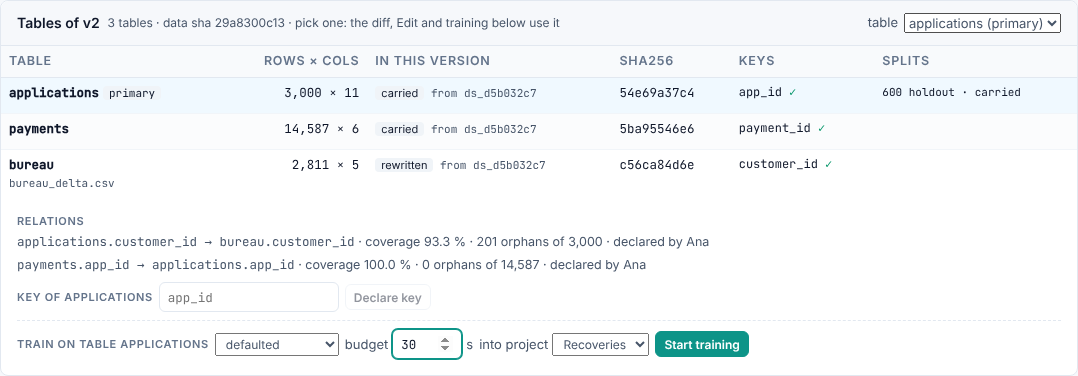 Tables of v2 3 tables · data sha 29a8300c13 · pick one: the diff, Edit and training below use it table applications (primary)
TABLE ROWS × COLS IN THIS VERSION SHA256 KEYS SPLITS
applications primary 3,000 × 11 carried from ds_d5b032c7 54e69a37c4 app_id ✓ 600 holdout · carried
payments 14,587 × 6 carried from ds_d5b032c7 5ba95546e6 payment_id ✓
bureau 2,811 × 5 rewritten from ds_d5b032c7 c56ca84d6e customer_id ✓
bureau_delta.csv
RELATIONS
applications.customer_id → bureau.customer_id · coverage 93.3 % · 201 orphans of 3,000 · declared by Ana
payments.app_id → applications.app_id · coverage 100.0 % · 0 orphans of 14,587 · declared by Ana
KEY OF APPLICATIONS app_id Declare key
TRAIN ON TABLE APPLICATIONS defaulted budget 30 s into project Recoveries Start training